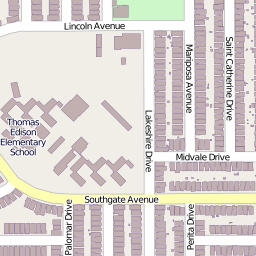 Lincoln Avenue
Mariposa Avenue
Saint Catherine Drive
Thomas
Edison
Elementary
School
Lakeshire Drive
Midvale Drive
Southgate Avenue
Palomar Drive
Perita Drive